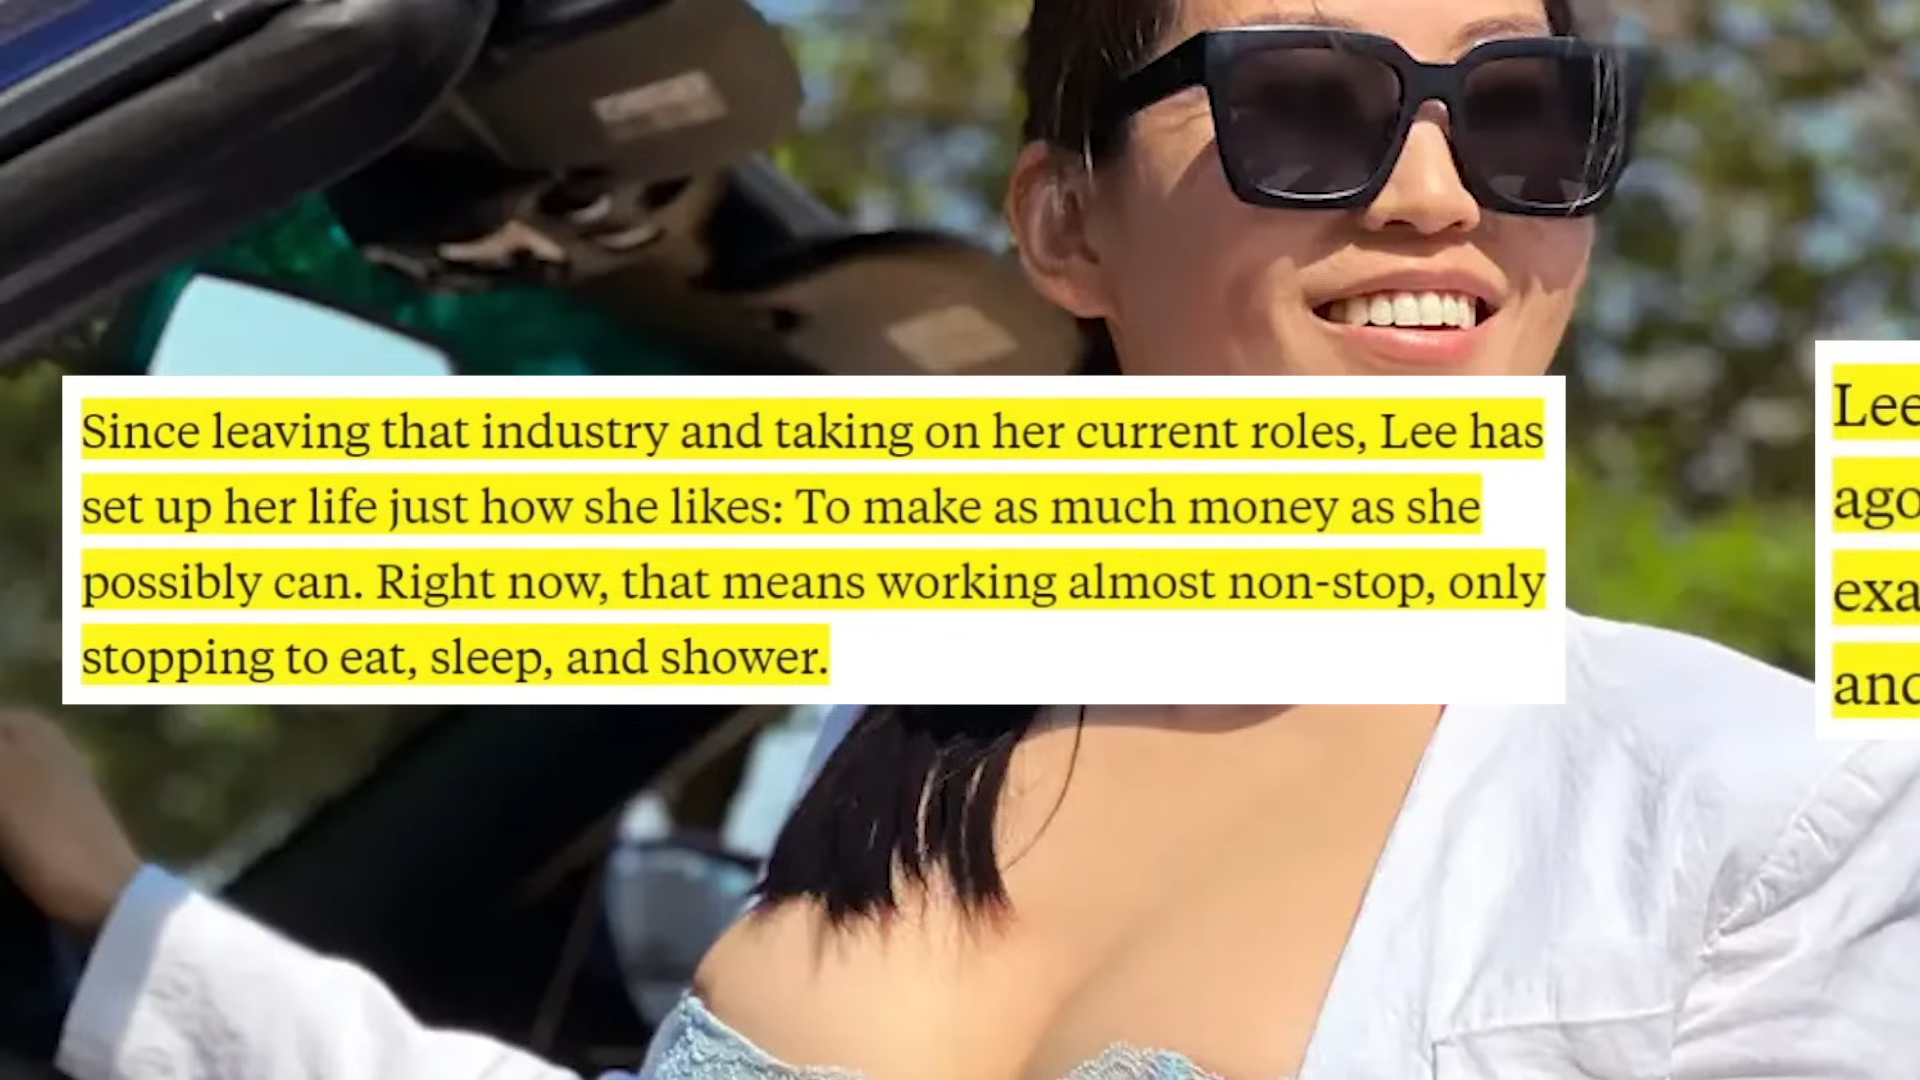 Since leaving that industry and taking on her current roles, Lee has
set up her life just how she likes: To make as much money as she
possibly can. Right now, that means working almost non-stop, only
stopping to eat, sleep, and shower.
Lee
ago